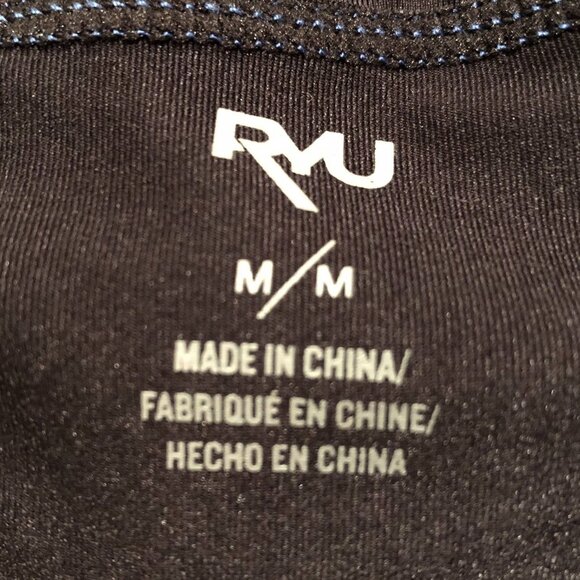 RYU
M/M
MADE IN CHINA/
FABRIQUÉ EN CHINE/
HECHO EN CHINA